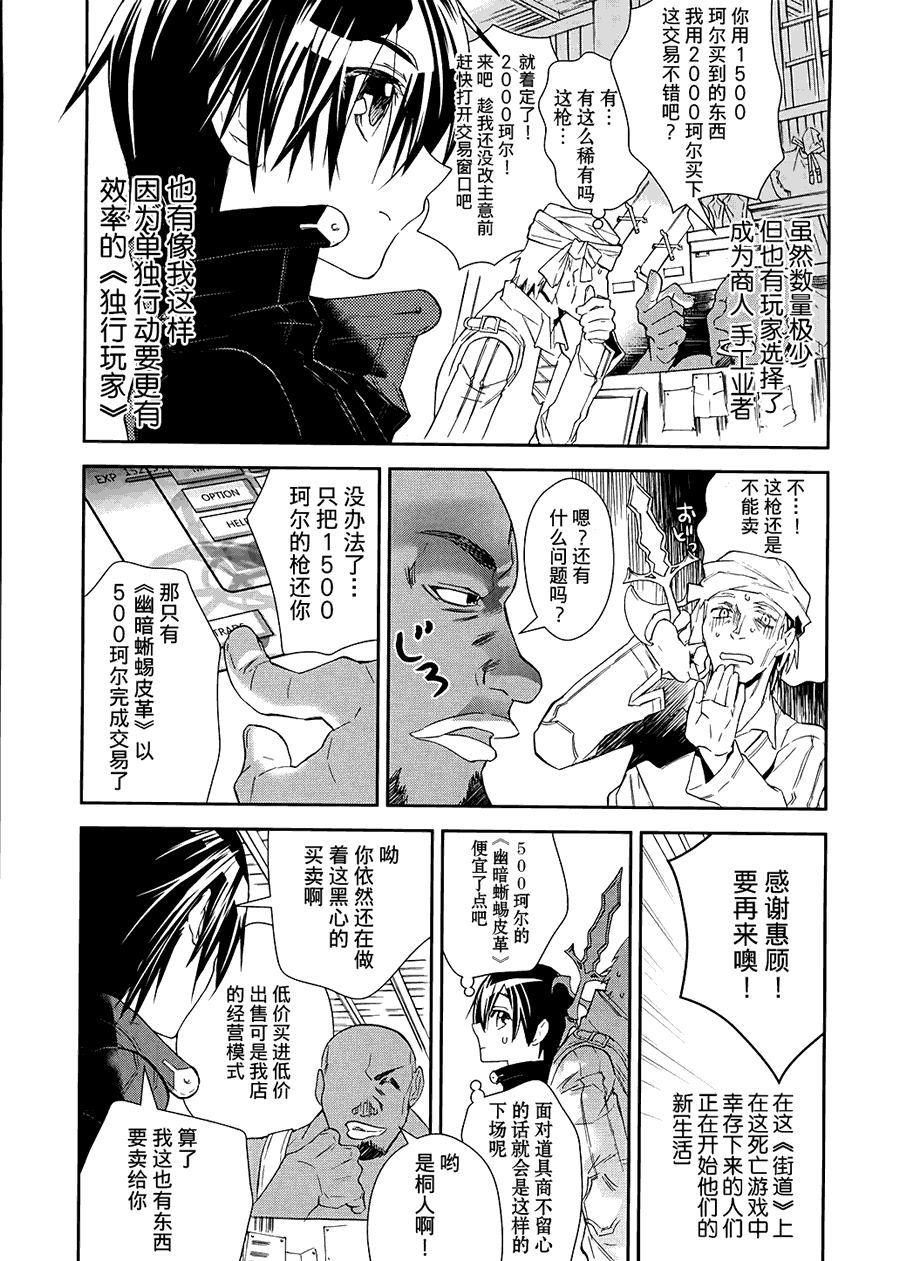 你用1500
珂尔买到的东西
我用2000珂尔买下
这交易不错吧？
有…
有这么稀有吗
这枪…
就着定了！
2000珂尔！
来吧 趁我还没改主意前
赶快打开交易窗口吧
虽然数量极少
但也有玩家选择了
成为商人 手工业者
也有像我这样
因为单独行动要更有
效率的《独行玩家》
不…！
这枪还是
不能卖
おどっ
嗯？还有
什么问题吗？
じろ
没办法了…
只把1500
珂尔的枪还你
EXP
OPTION
HEL
TRADE
那只有
《幽暗蜥蜴皮革》以
500珂尔完成交易了
感谢惠顾！
要再来噢！
在这《街道》上
在这死亡游戏中
幸存下来的人们
正在开始他们的
新生活〕
500珂尔的
《幽暗蜥蜴皮革》
便宜了点吧
面对道具商不留心
的话就会是这样的
下场呢
哟
是桐人啊！
呦
你依然还在做
着这黑心的
买卖啊
低价买进低价
出售可是我店
的经营模式
算了
我这也有东西
要卖给你